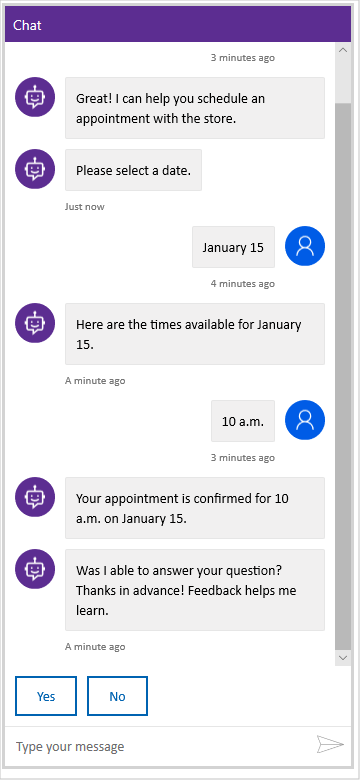 Chat
3 minutes ago
Great! I can help you schedule an
appointment with the store.
Please select a date.
Just now
January 15
4 minutes ago
Here are the times available for January
15.
A minute ago
10 a.m.
3 minutes ago
Your appointment is confirmed for 10
a.m. on January 15.
Was I able to answer your question?
Thanks in advance! Feedback helps me
learn.
A minute ago
Yes No
Type your message